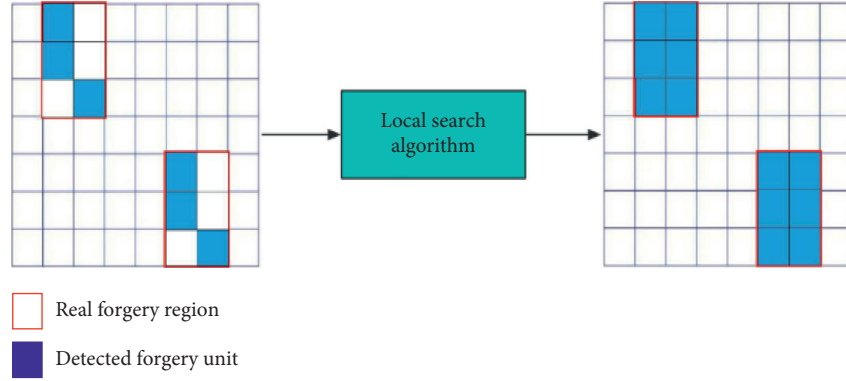 Local search
algorithm
Real forgery region
Detected forgery unit